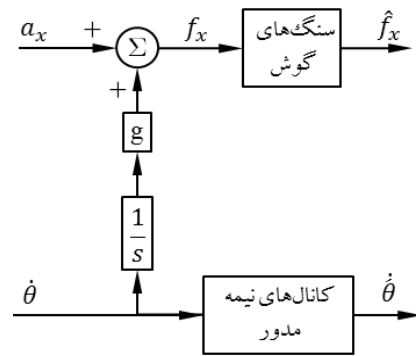 a_x + Σ f_x سنگ‌های گوش f̂_x
+
g
1/s
θ̇ کانال‌های نیمه مدور θ̇̂